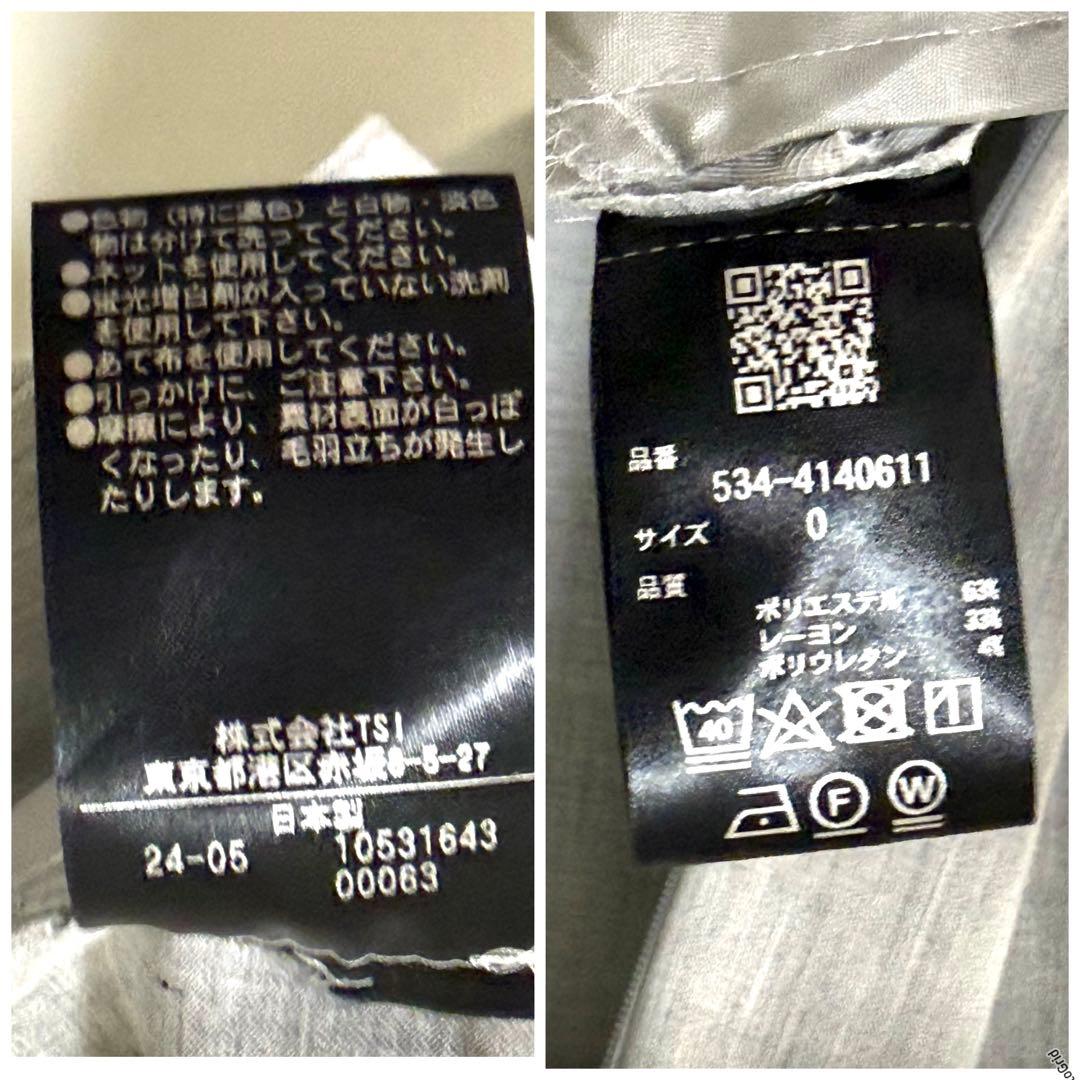 ●色物（特に濃色）と白物・淡色
物は分けて洗ってください。
●ネットを使用してください。
●蛍光増白剤が入っていない洗剤
を使用して下さい。
●あて布を使用してください。
●引っかけに、ご注意下さい。
●摩擦により、素材表面が白っぽ
くなったり、毛羽立ちが発生し
たりします。
株式会社TSI
東京都港区赤坂8-5-27
日本製
24-05 10531643
00063
品番 534-4140611
サイズ 0
品質
ポリエステル 63%
レーヨン 33%
ポリウレタン 4%
40
F W